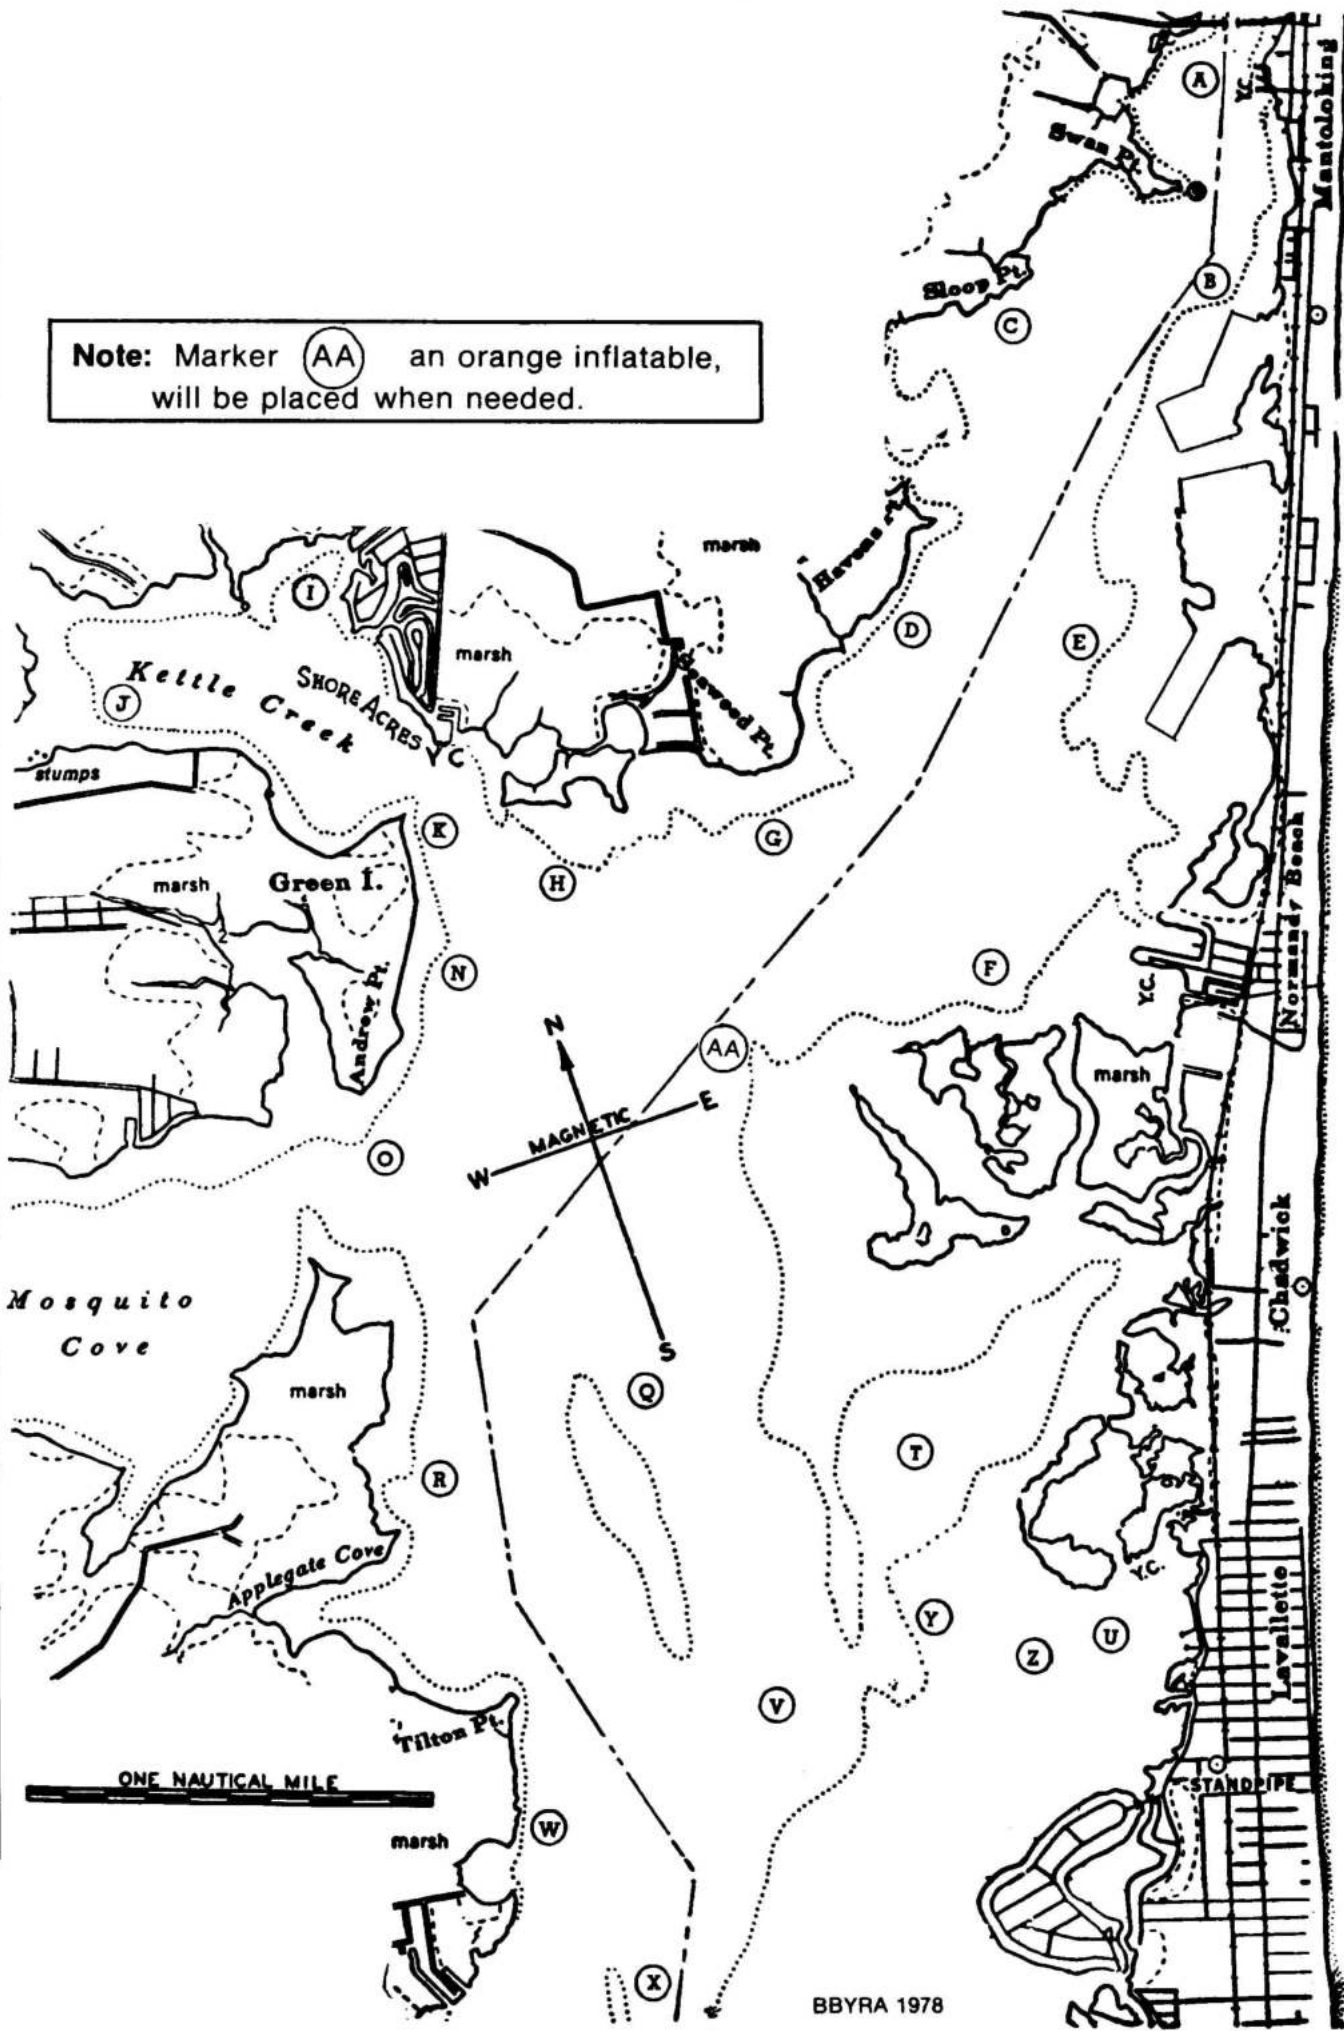 A
Y.C.
Mantoloking
Swan Pt.
B
Sloop Pt.
C
Note: Marker AA an orange inflatable,
will be placed when needed.
marsh
Havens Pt.
I
D
E
marsh
Kettle Creek
SHORE ACRES
Y C
J
Seawood Pt.
stumps
K
G
H
marsh
Green I.
Normandy Beach
N
F
Y.C.
Andrew Pt.
AA
N
marsh
E
MAGNETIC
W
O
S
Chadwick
Mosquito
Cove
marsh
Q
R
T
Applegate Cove
Y.C.
Lavallette
Y
U
Z
V
Tilton Pt.
ONE NAUTICAL MILE
STANDPIPE
W
marsh
X
BBYRA 1978